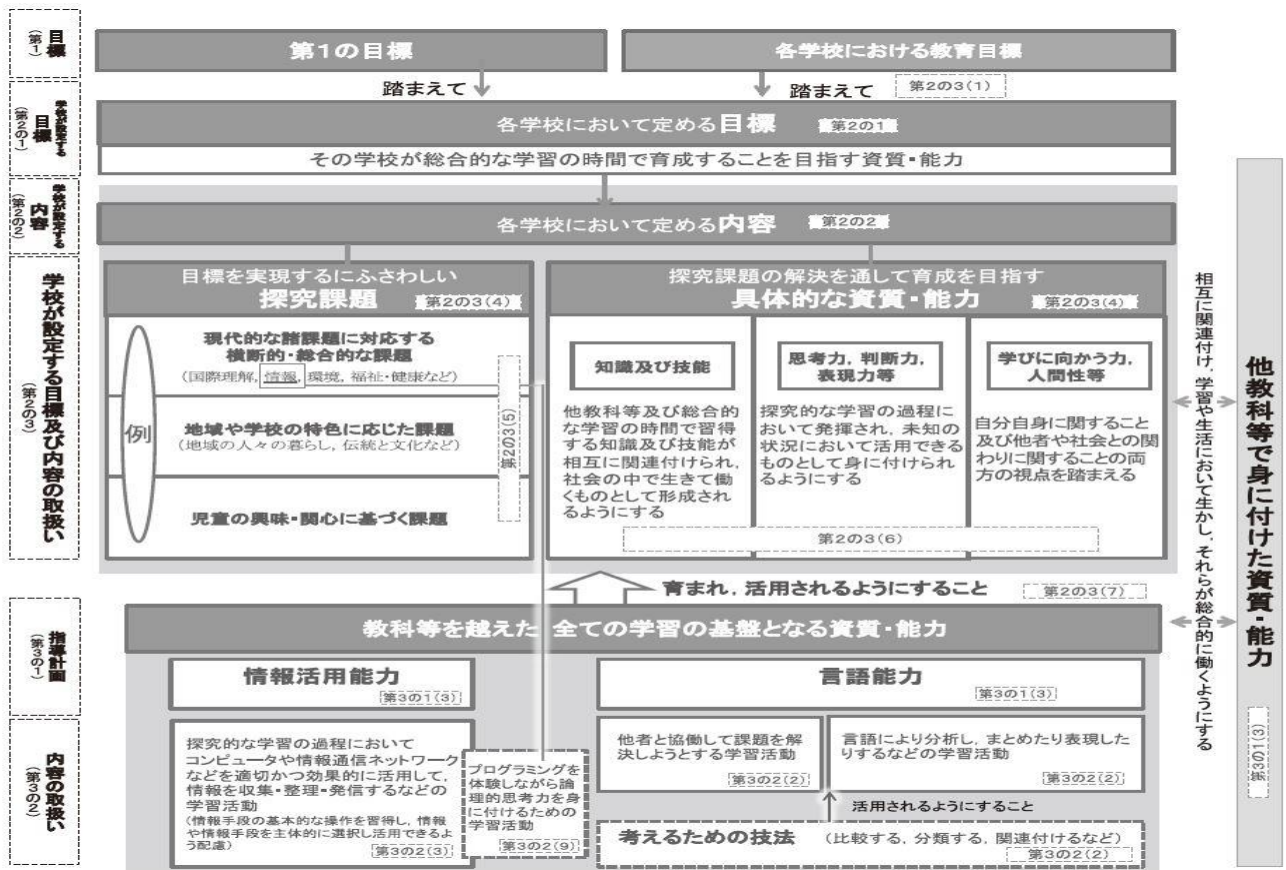 目標
(第1)
第1の目標
各学校における教育目標
踏まえて
踏まえて
第2の3(1)
学校が設定する
目標
(第2の1)
各学校において定める目標 第2の1
その学校が総合的な学習の時間で育成することを目指す資質・能力
学校が設定する
内容
(第2の2)
各学校において定める内容 第2の2
学校が設定する目標及び内容の取扱い
(第2の3)
目標を実現するにふさわしい
探究課題 第2の3(4)
例
現代的な諸課題に対応する
横断的・総合的な課題
(国際理解,情報,環境,福祉・健康など)
地域や学校の特色に応じた課題
(地域の人々の暮らし,伝統と文化など)
児童の興味・関心に基づく課題
第2の3(5)
探究課題の解決を通して育成を目指す
具体的な資質・能力 第2の3(4)
知識及び技能
他教科等及び総合的
な学習の時間で習得
する知識及び技能が
相互に関連付けられ,
社会の中で生きて働
くものとして形成され
るようにする
思考力,判断力,
表現力等
探究的な学習の過程に
おいて発揮され,未知の
状況において活用できる
ものとして身に付けられ
るようにする
学びに向かう力,
人間性等
自分自身に関すること
及び他者や社会との関
わりに関することの両
方の視点を踏まえる
第2の3(6)
育まれ,活用されるようにすること 第2の3(7)
指導計画
(第3の1)
教科等を越えた 全ての学習の基盤となる資質・能力
情報活用能力
第3の1(3)
言語能力
第3の1(3)
内容の取扱い
(第3の2)
探究的な学習の過程において
コンピュータや情報通信ネットワーク
などを適切かつ効果的に活用して,
情報を収集・整理・発信するなどの
学習活動
(情報手段の基本的な操作を習得し,情報
や情報手段を主体的に選択し活用できるよ
う配慮)
第3の2(3)
プログラミングを
体験しながら論
理的思考力を身
に付けるための
学習活動
第3の2(9)
他者と協働して課題を解
決しようとする学習活動
第3の2(2)
言語により分析し,まとめたり表現した
りするなどの学習活動
第3の2(2)
活用されるようにすること
考えるための技法 (比較する,分類する,関連付けるなど)
第3の2(2)
相互に関連付け,学習や生活において生かし,それらが総合的に働くようにする
他教科等で身に付けた資質・能力
第3の1(3)